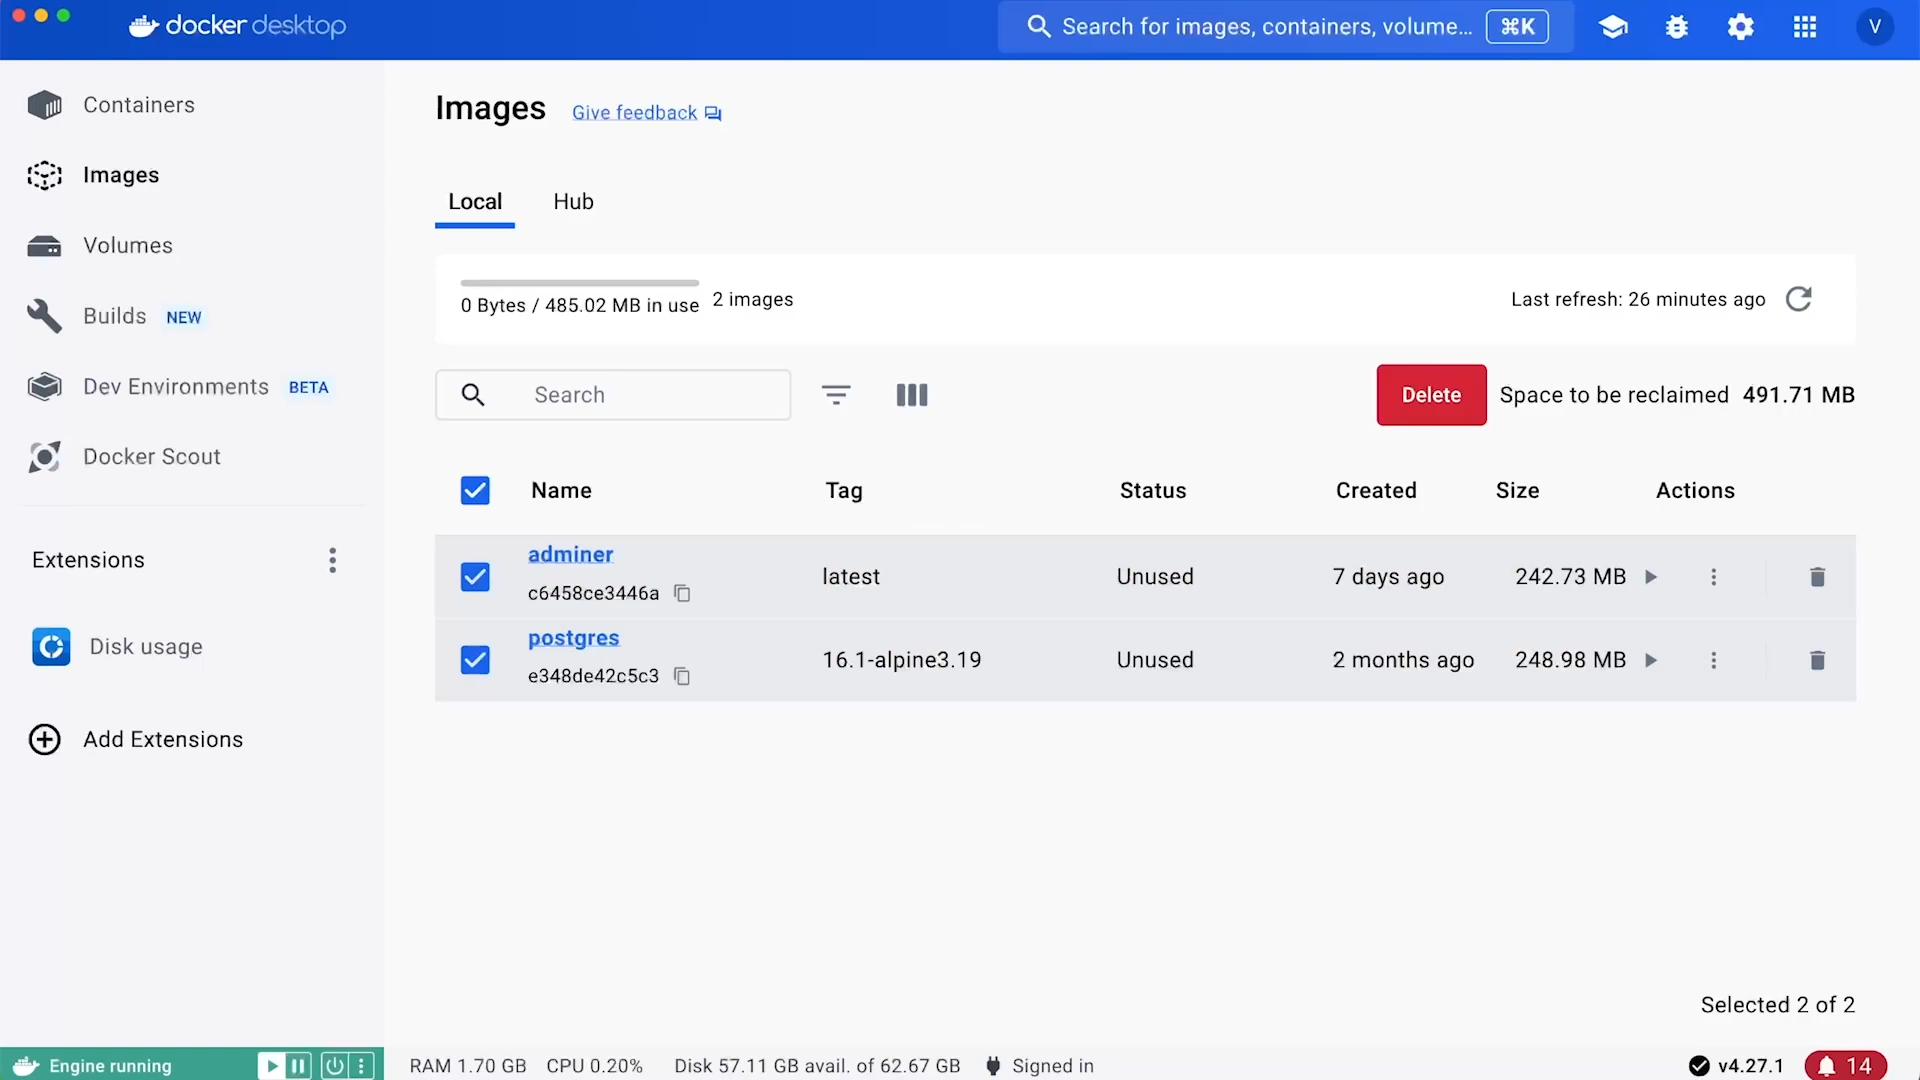 docker desktop
Search for images, containers, volume... ⌘K
V
Containers
Images
Volumes
Builds NEW
Dev Environments BETA
Docker Scout
Extensions
Disk usage
Add Extensions
Images Give feedback
Local Hub
0 Bytes / 485.02 MB in use 2 images
Last refresh: 26 minutes ago
Search
Delete Space to be reclaimed 491.71 MB
Name Tag Status Created Size Actions
adminer
c6458ce3446a
latest Unused 7 days ago 242.73 MB
postgres
e348de42c5c3
16.1-alpine3.19 Unused 2 months ago 248.98 MB
Selected 2 of 2
Engine running
RAM 1.70 GB CPU 0.20% Disk 57.11 GB avail. of 62.67 GB Signed in
v4.27.1 14